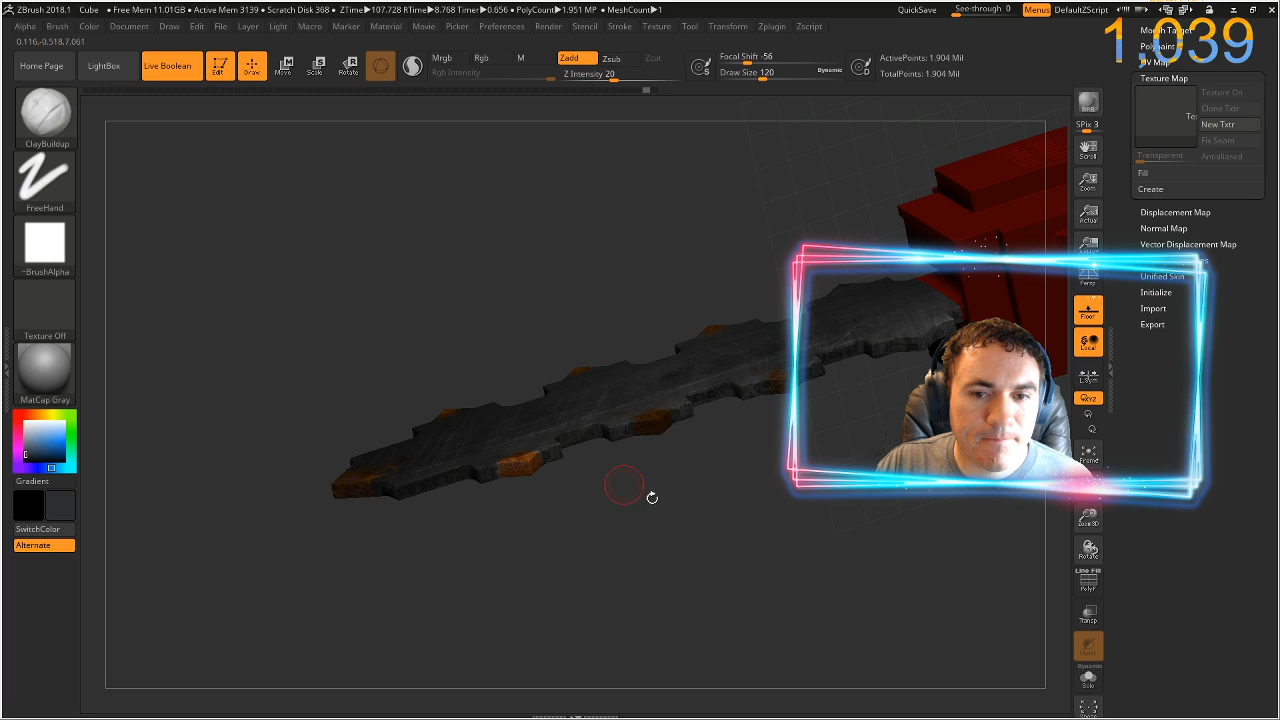 ZBrush 2018.1 Cube • Free Mem 11.01GB • Active Mem 3139 • Scratch Disk 368 • ZTime▶107.728 RTime▶8.768 Timer▶0.656 • PolyCount▶1.951 MP • MeshCount▶1
QuickSave
See-through 0
Menus
DefaultZScript
1,039
Alpha Brush Color Document Draw Edit File Layer Light Macro Marker Material Movie Picker Preferences Render Stencil Stroke Texture Tool Transform Zplugin Zscript
0.116,-0.518,7.061
Home Page
LightBox
Live Boolean
Edit
Draw
Move
Scale
Rotate
Mrgb Rgb M
Rgb Intensity
Zadd Zsub Zcut
Z Intensity 20
Focal Shift -56
Draw Size 120
Dynamic
ActivePoints: 1.904 Mil
TotalPoints: 1.904 Mil
ClayBuildup
FreeHand
~BrushAlpha
Texture Off
MatCap Gray
Gradient
SwitchColor
Alternate
BPR
SPix 3
Scroll
Zoom
Actual
Persp
Floor
Local
L.Sym
XYZ
Frame
Zoom3D
Rotate
Line Fill
PolyF
Transp
Ghost
Dynamic
Solo
Morph Target
Polypaint
UV Map
Texture Map
Texture On
Clone Txtr
New Txtr
Fix Seam
Transparent
Antialiased
Fill
Create
Displacement Map
Normal Map
Vector Displacement Map
Unified Skin
Initialize
Import
Export